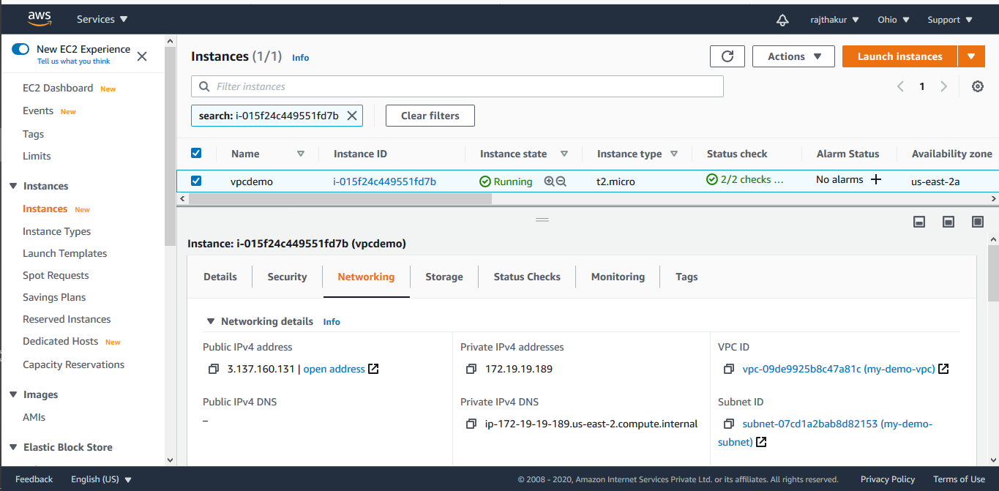 aws Services rajthakur Ohio Support
New EC2 Experience
Tell us what you think
EC2 Dashboard New
Events New
Tags
Limits
Instances
Instances New
Instance Types
Launch Templates
Spot Requests
Savings Plans
Reserved Instances
Dedicated Hosts New
Capacity Reservations
Images
AMIs
Elastic Block Store
Instances (1/1) Info Actions Launch instances
Filter instances 1
search: i-015f24c449551fd7b Clear filters
Name Instance ID Instance state Instance type Status check Alarm Status Availability zone
vpcdemo i-015f24c449551fd7b Running t2.micro 2/2 checks ... No alarms us-east-2a
Instance: i-015f24c449551fd7b (vpcdemo)
Details Security Networking Storage Status Checks Monitoring Tags
Networking details Info
Public IPv4 address
3.137.160.131 | open address
Public IPv4 DNS
–
Private IPv4 addresses
172.19.19.189
Private IPv4 DNS
ip-172-19-19-189.us-east-2.compute.internal
VPC ID
vpc-09de9925b8c47a81c (my-demo-vpc)
Subnet ID
subnet-07cd1a2bab8d82153 (my-demo-
subnet)
Feedback English (US) © 2008 - 2020, Amazon Internet Services Private Ltd. or its affiliates. All rights reserved. Privacy Policy Terms of Use